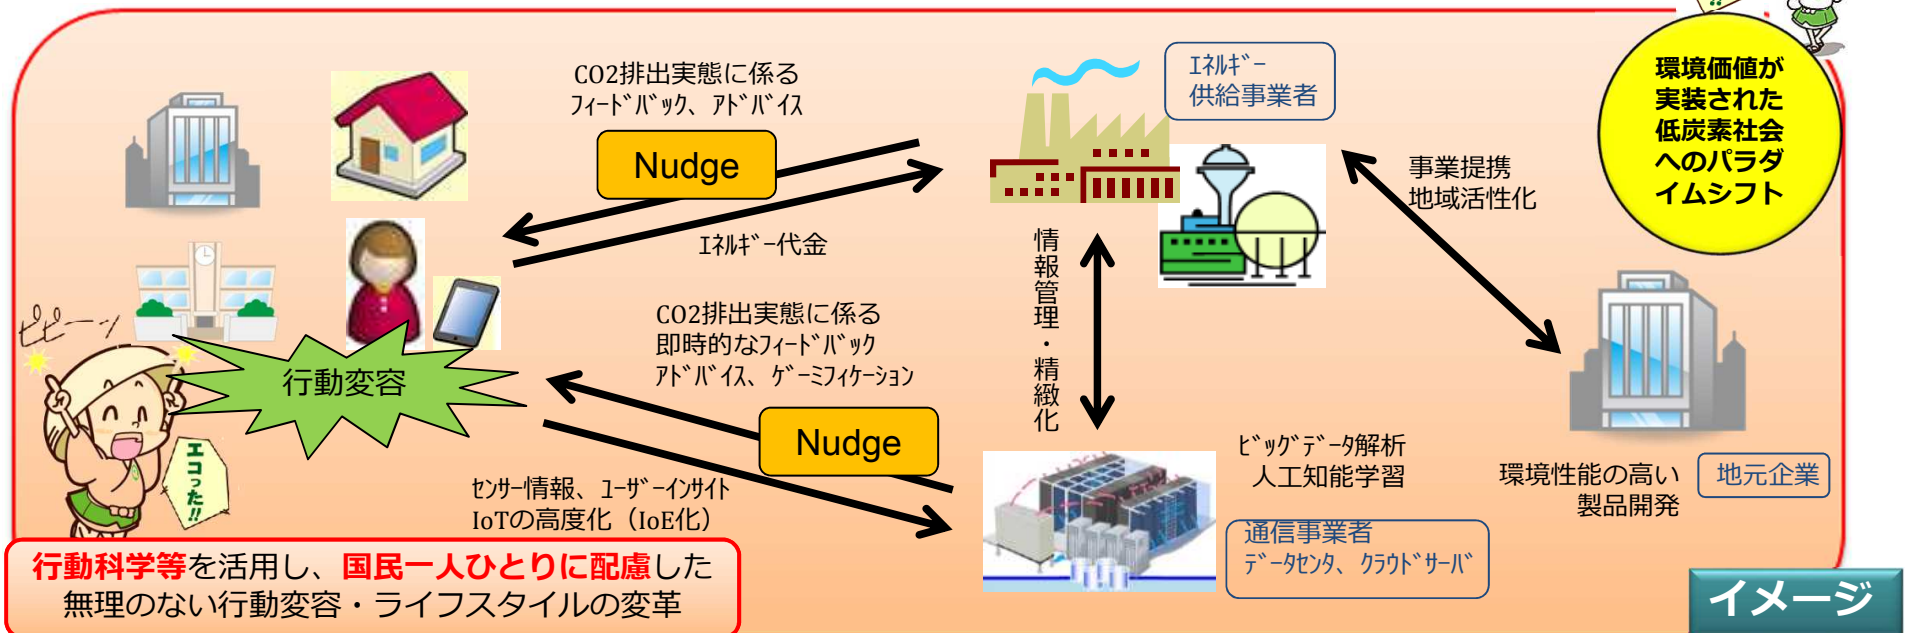 CO2排出実態に係る
ﾌｨｰﾄﾞﾊﾞｯｸ、ｱﾄﾞﾊﾞｲｽ
Nudge
ｴﾈﾙｷﾞｰ代金
ｴﾈﾙｷﾞｰ
供給事業者
環境価値が
実装された
低炭素社会
へのパラダ
イムシフト
事業提携
地域活性化
情報管理・精緻化
ピピーッ
行動変容
エコった!!
CO2排出実態に係る
即時的なﾌｨｰﾄﾞﾊﾞｯｸ
ｱﾄﾞﾊﾞｲｽ、ｹﾞｰﾐﾌｨｹｰｼｮﾝ
Nudge
ｾﾝｻｰ情報、ﾕｰｻﾞｰｲﾝｻｲﾄ
IoTの高度化（IoE化）
ﾋﾞｯｸﾞﾃﾞｰﾀ解析
人工知能学習
通信事業者
ﾃﾞｰﾀｾﾝﾀ、ｸﾗｳﾄﾞｻｰﾊﾞ
環境性能の高い
製品開発
地元企業
行動科学等を活用し、国民一人ひとりに配慮した
無理のない行動変容・ライフスタイルの変革
イメージ